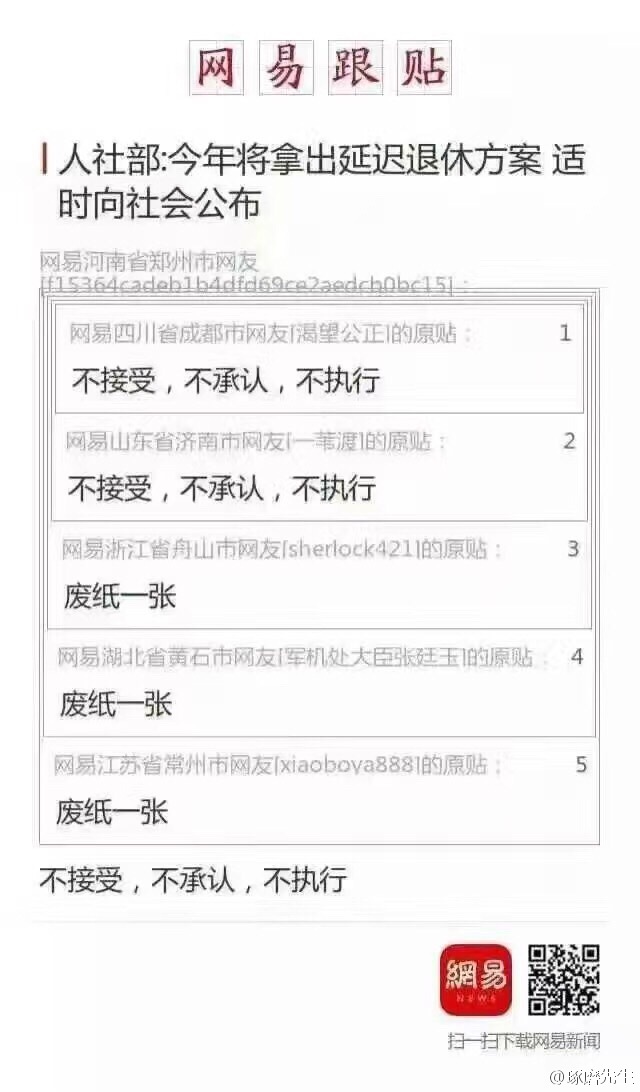 网易跟贴
人社部:今年将拿出延迟退休方案 适
时向社会公布
网易河南省郑州市网友
[f15364cadeb1b4dfd69ce2aedch0bc15]：
网易四川省成都市网友[渴望公正]的原贴： 1
不接受，不承认，不执行
网易山东省济南市网友[一苇渡]的原贴： 2
不接受，不承认，不执行
网易浙江省舟山市网友[sherlock421]的原贴： 3
废纸一张
网易湖北省黄石市网友[军机处大臣张廷玉]的原贴： 4
废纸一张
网易江苏省常州市网友[xiaoboya888]的原贴： 5
废纸一张
不接受，不承认，不执行
網易
NEWS
扫一扫下载网易新闻
@琢磨先生